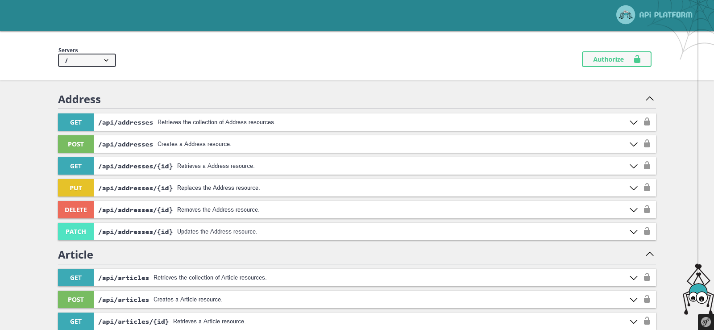 API PLATFORM
Servers
/
Authorize
Address
GET /api/addresses Retrieves the collection of Address resources.
POST /api/addresses Creates a Address resource.
GET /api/addresses/{id} Retrieves a Address resource.
PUT /api/addresses/{id} Replaces the Address resource.
DELETE /api/addresses/{id} Removes the Address resource.
PATCH /api/addresses/{id} Updates the Address resource.
Article
GET /api/articles Retrieves the collection of Article resources.
POST /api/articles Creates a Article resource.
GET /api/articles/{id} Retrieves a Article resource.